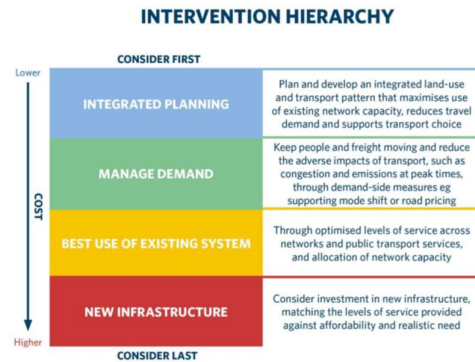 INTERVENTION HIERARCHY
CONSIDER FIRST
Lower
INTEGRATED PLANNING
Plan and develop an integrated land-use
and transport pattern that maximises use
of existing network capacity, reduces travel
demand and supports transport choice
MANAGE DEMAND
Keep people and freight moving and reduce
the adverse impacts of transport, such as
congestion and emissions at peak times,
through demand-side measures eg
supporting mode shift or road pricing
COST
BEST USE OF EXISTING SYSTEM
Through optimised levels of service across
networks and public transport services,
and allocation of network capacity
NEW INFRASTRUCTURE
Consider investment in new infrastructure,
matching the levels of service provided
against affordability and realistic need
Higher
CONSIDER LAST